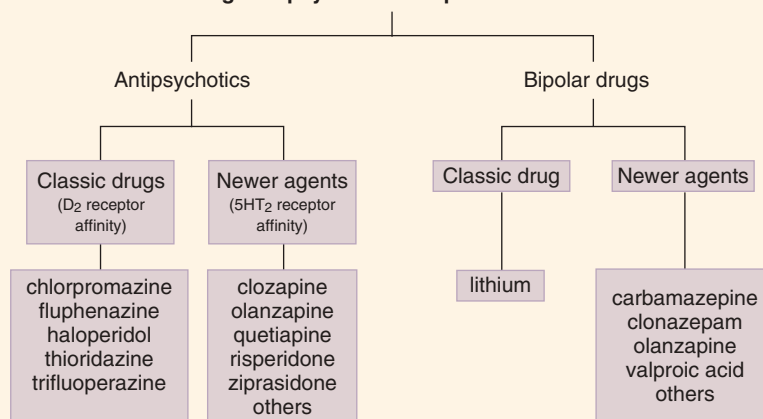 Antipsychotics
Bipolar drugs
Classic drugs
(D2 receptor
affinity)
Newer agents
(5HT2 receptor
affinity)
Classic drug
Newer agents
chlorpromazine
fluphenazine
haloperidol
thioridazine
trifluoperazine
clozapine
olanzapine
quetiapine
risperidone
ziprasidone
others
lithium
carbamazepine
clonazepam
olanzapine
valproic acid
others